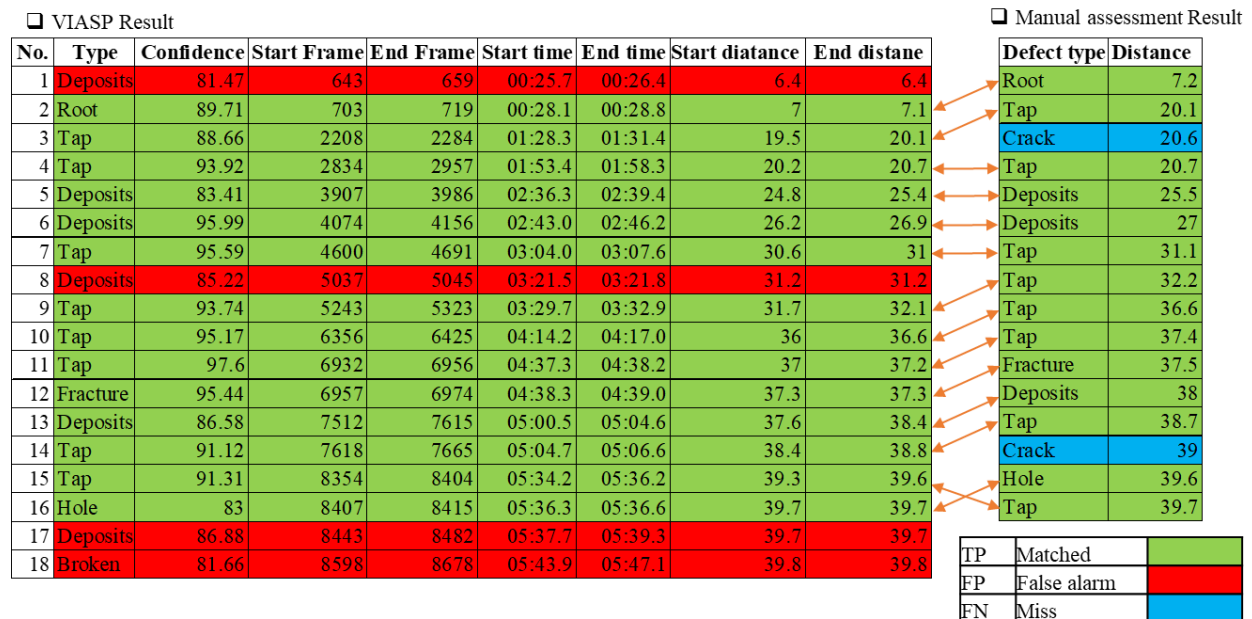 ❑ VIASP Result
No. Type Confidence Start Frame End Frame Start time End time Start diatance End distane
1 Deposits 81.47 643 659 00:25.7 00:26.4 6.4 6.4
2 Root 89.71 703 719 00:28.1 00:28.8 7 7.1
3 Tap 88.66 2208 2284 01:28.3 01:31.4 19.5 20.1
4 Tap 93.92 2834 2957 01:53.4 01:58.3 20.2 20.7
5 Deposits 83.41 3907 3986 02:36.3 02:39.4 24.8 25.4
6 Deposits 95.99 4074 4156 02:43.0 02:46.2 26.2 26.9
7 Tap 95.59 4600 4691 03:04.0 03:07.6 30.6 31
8 Deposits 85.22 5037 5045 03:21.5 03:21.8 31.2 31.2
9 Tap 93.74 5243 5323 03:29.7 03:32.9 31.7 32.1
10 Tap 95.17 6356 6425 04:14.2 04:17.0 36 36.6
11 Tap 97.6 6932 6956 04:37.3 04:38.2 37 37.2
12 Fracture 95.44 6957 6974 04:38.3 04:39.0 37.3 37.3
13 Deposits 86.58 7512 7615 05:00.5 05:04.6 37.6 38.4
14 Tap 91.12 7618 7665 05:04.7 05:06.6 38.4 38.8
15 Tap 91.31 8354 8404 05:34.2 05:36.2 39.3 39.6
16 Hole 83 8407 8415 05:36.3 05:36.6 39.7 39.7
17 Deposits 86.88 8443 8482 05:37.7 05:39.3 39.7 39.7
18 Broken 81.66 8598 8678 05:43.9 05:47.1 39.8 39.8
❑ Manual assessment Result
Defect type Distance
Root 7.2
Tap 20.1
Crack 20.6
Tap 20.7
Deposits 25.5
Deposits 27
Tap 31.1
Tap 32.2
Tap 36.6
Tap 37.4
Fracture 37.5
Deposits 38
Tap 38.7
Crack 39
Hole 39.6
Tap 39.7
TP Matched
FP False alarm
FN Miss